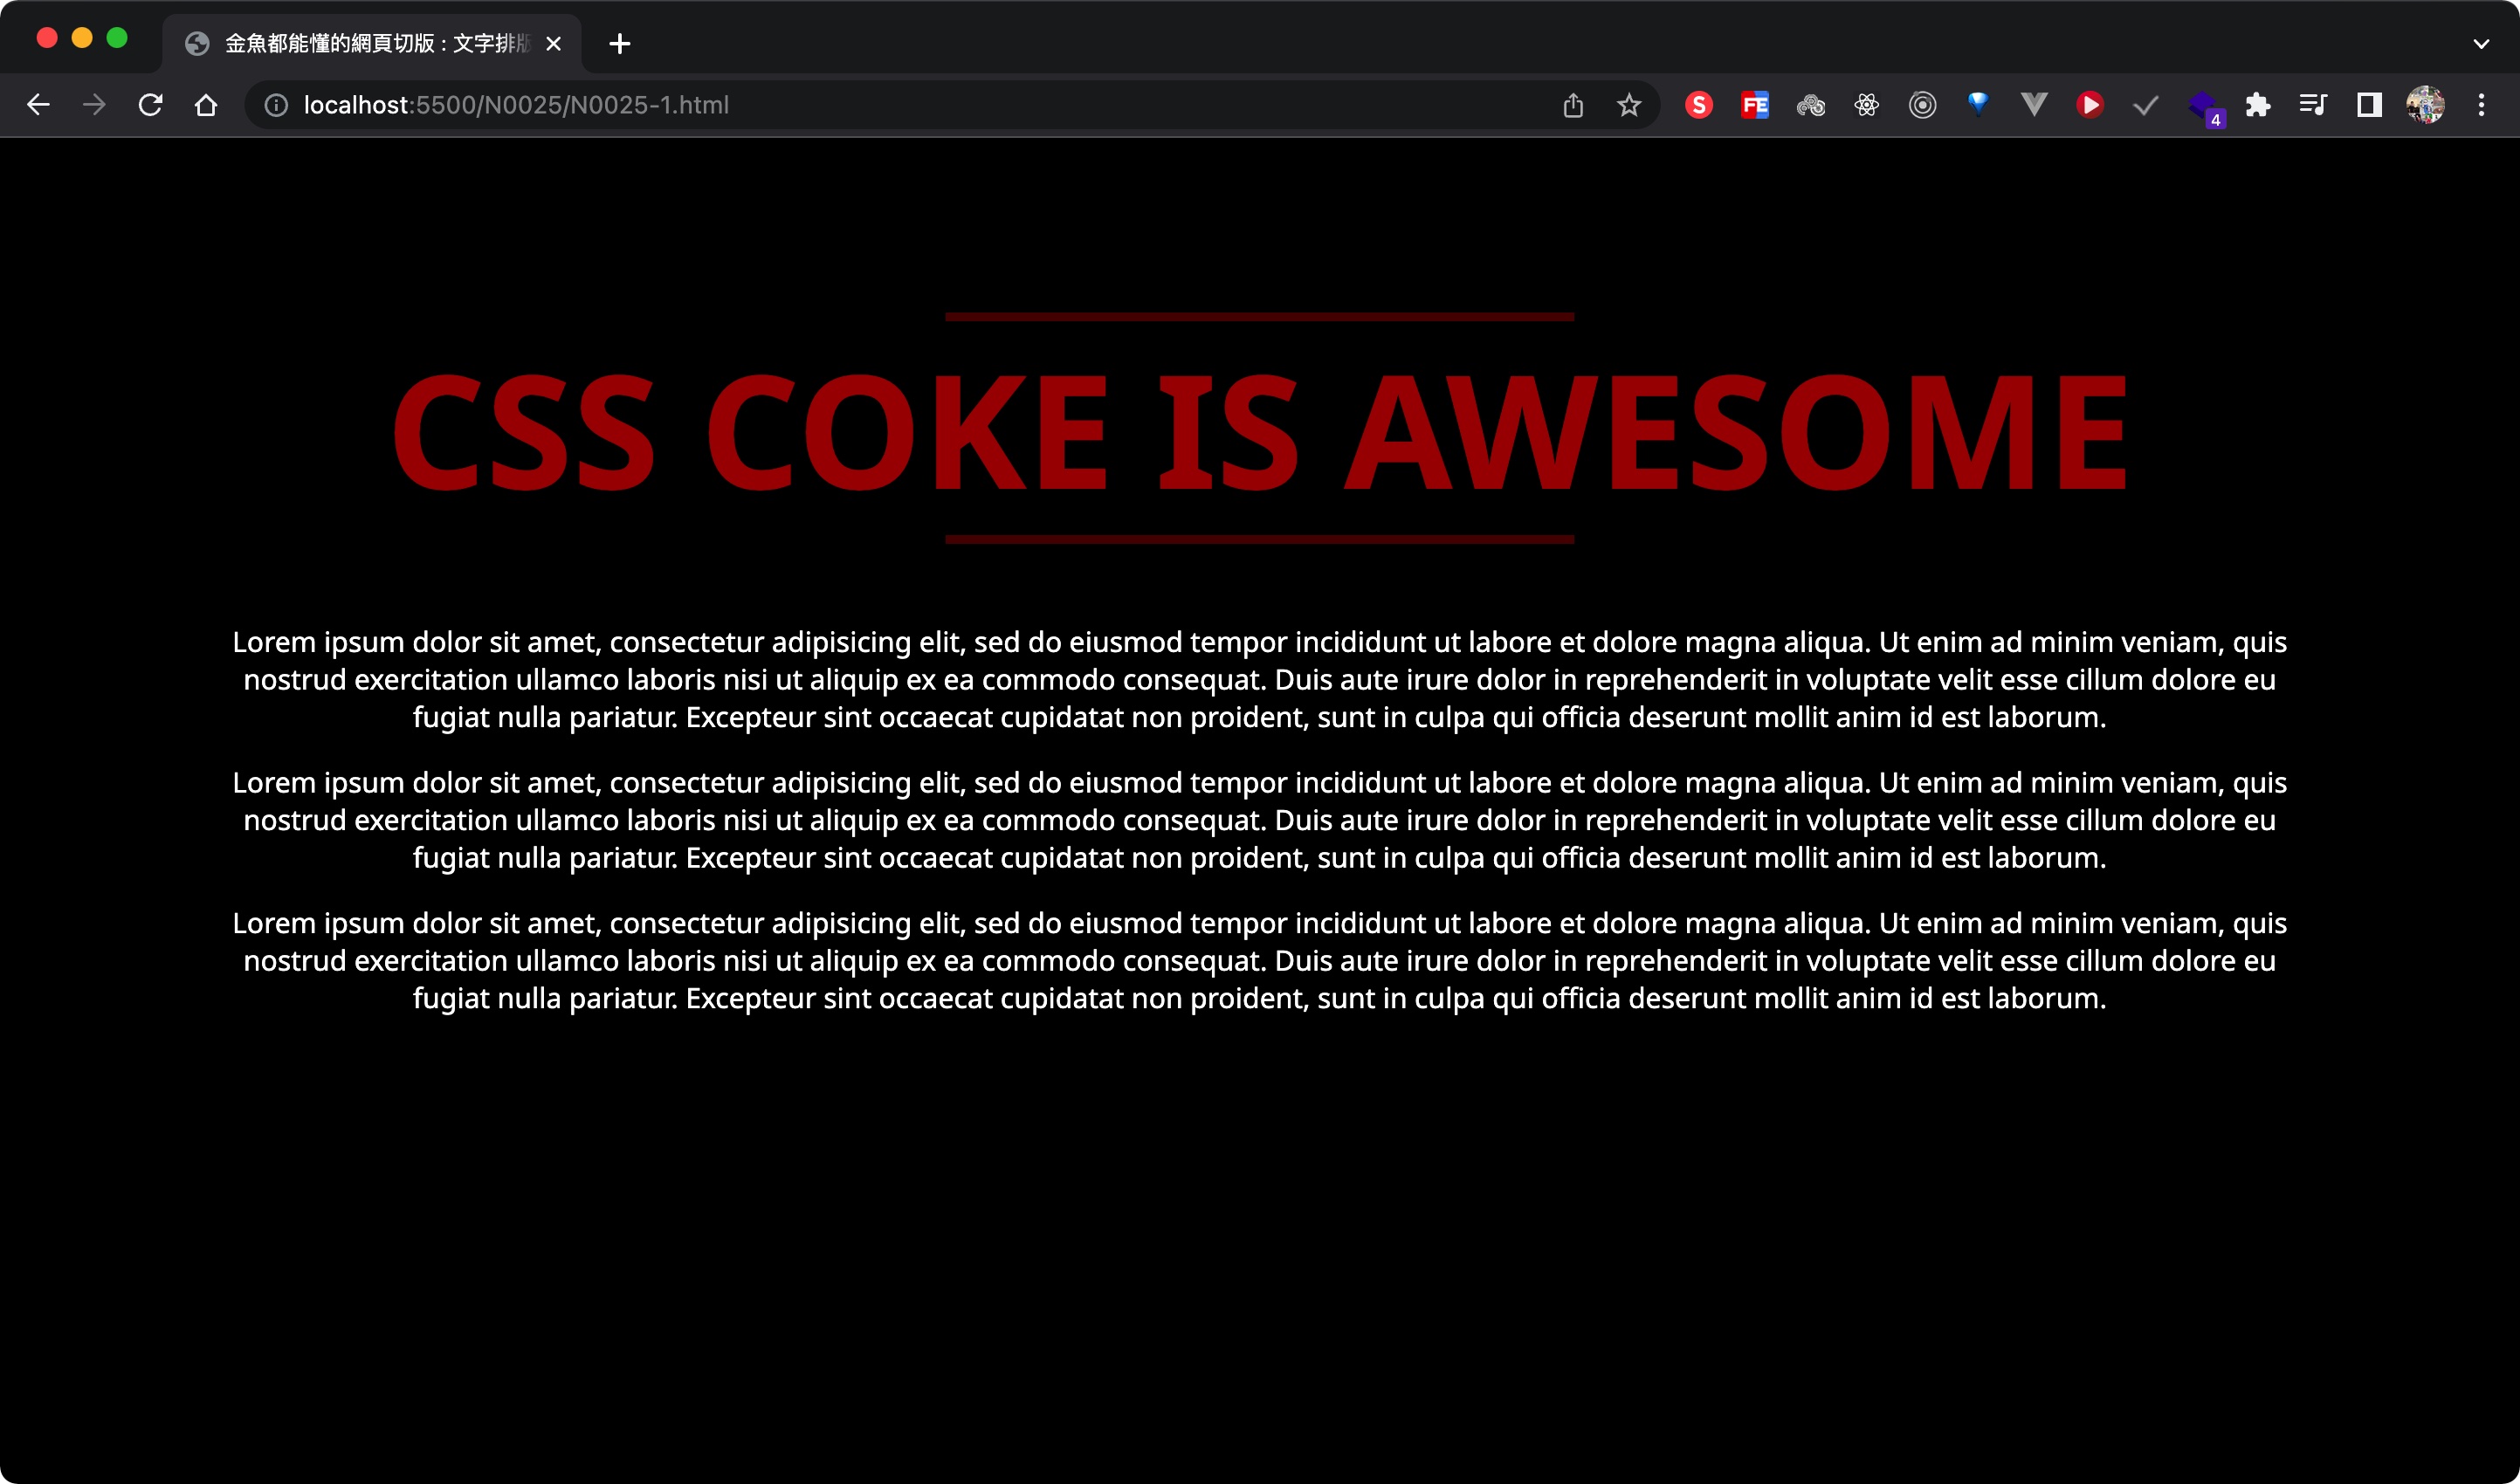 金魚都能懂的網頁切版 : 文字排版
localhost:5500/N0025/N0025-1.html
S
FE
4
CSS COKE IS AWESOME
Lorem ipsum dolor sit amet, consectetur adipisicing elit, sed do eiusmod tempor incididunt ut labore et dolore magna aliqua. Ut enim ad minim veniam, quis
nostrud exercitation ullamco laboris nisi ut aliquip ex ea commodo consequat. Duis aute irure dolor in reprehenderit in voluptate velit esse cillum dolore eu
fugiat nulla pariatur. Excepteur sint occaecat cupidatat non proident, sunt in culpa qui officia deserunt mollit anim id est laborum.
Lorem ipsum dolor sit amet, consectetur adipisicing elit, sed do eiusmod tempor incididunt ut labore et dolore magna aliqua. Ut enim ad minim veniam, quis
nostrud exercitation ullamco laboris nisi ut aliquip ex ea commodo consequat. Duis aute irure dolor in reprehenderit in voluptate velit esse cillum dolore eu
fugiat nulla pariatur. Excepteur sint occaecat cupidatat non proident, sunt in culpa qui officia deserunt mollit anim id est laborum.
Lorem ipsum dolor sit amet, consectetur adipisicing elit, sed do eiusmod tempor incididunt ut labore et dolore magna aliqua. Ut enim ad minim veniam, quis
nostrud exercitation ullamco laboris nisi ut aliquip ex ea commodo consequat. Duis aute irure dolor in reprehenderit in voluptate velit esse cillum dolore eu
fugiat nulla pariatur. Excepteur sint occaecat cupidatat non proident, sunt in culpa qui officia deserunt mollit anim id est laborum.